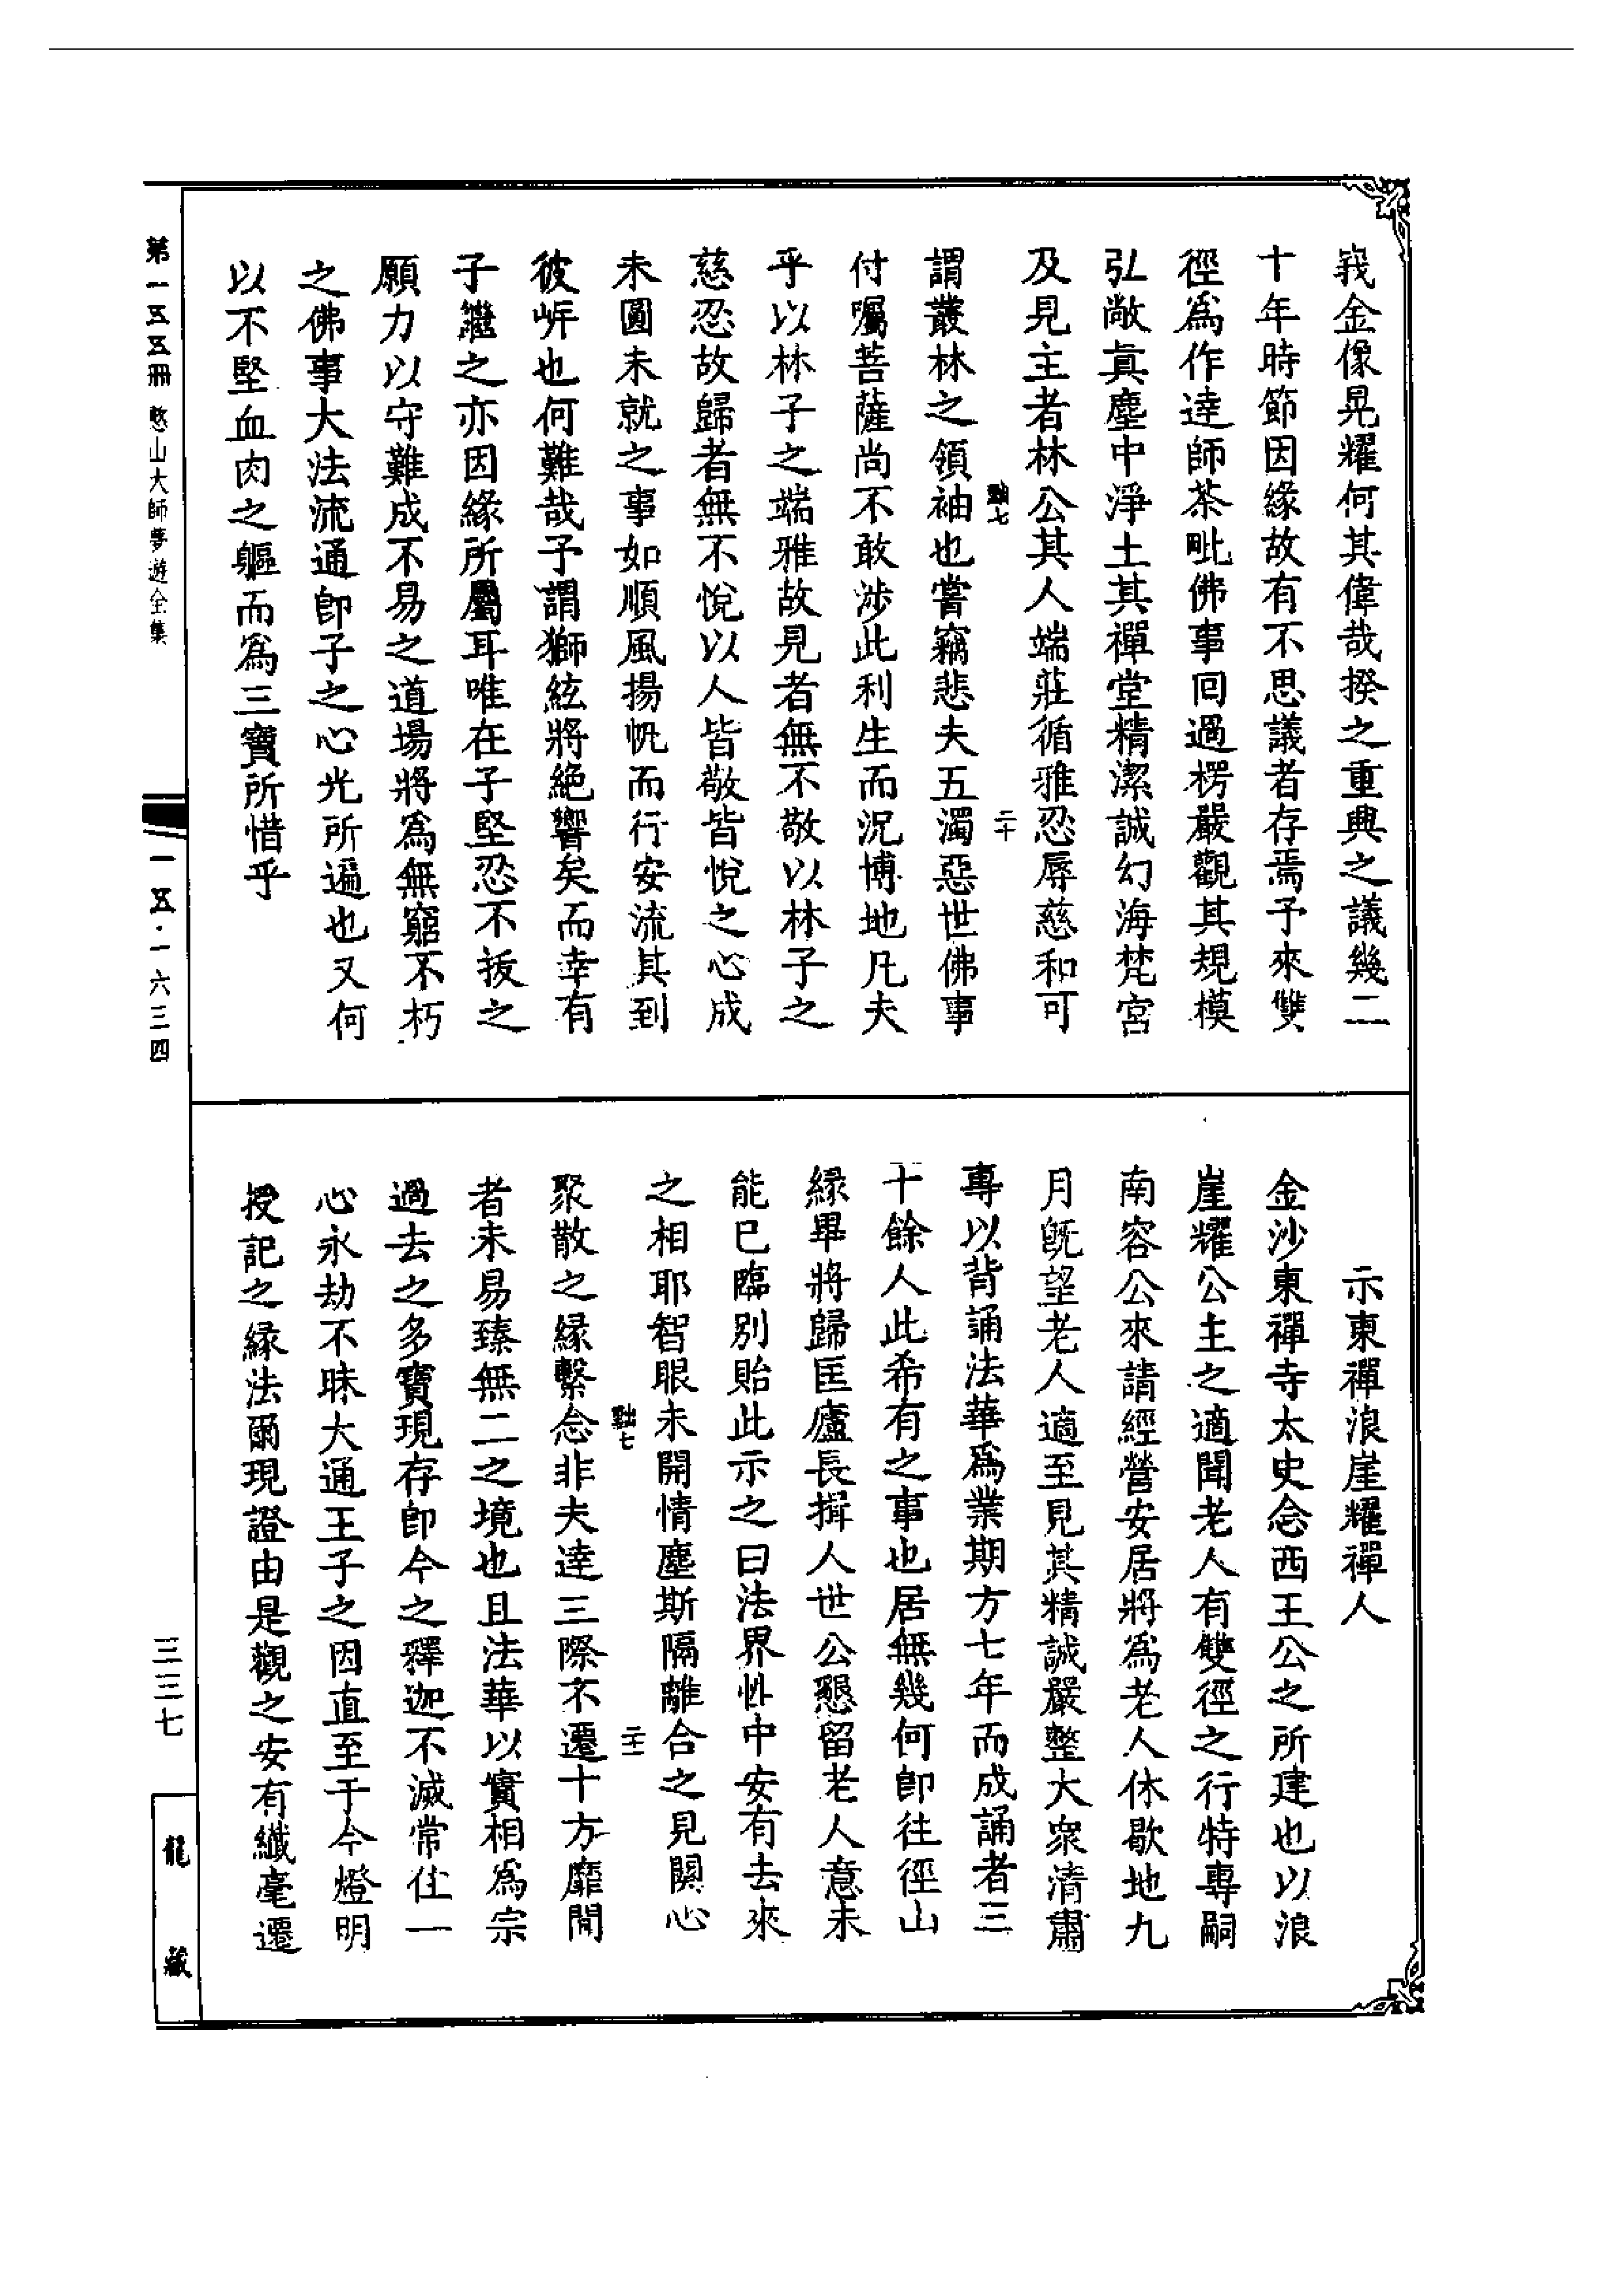 峩金像晃耀何其偉哉揆之重典之議幾二
十年時節因緣故有不思議者存焉予來雙
徑爲作達師茶毗佛事回過楞嚴觀其規模
弘敞真塵中淨土其禪堂精潔誠幻海梵宮
及見主者林公其人端莊循雅忍辱慈和可
黜七 二十
謂叢林之領袖也嘗竊悲夫五濁惡世佛事
付囑菩薩尚不敢涉此利生而況博地凡夫
乎以林子之端雅故見者無不敬以林子之
慈忍故歸者無不悅以人皆敬皆悅之心成
未圓未就之事如順風揚帆而行安流其到
彼岸也何難哉予謂獅絃將絕響矣而幸有
子繼之亦因緣所屬耳唯在子堅忍不拔之
願力以守難成不易之道場將爲無窮不朽
之佛事大法流通卽子之心光所遍也又何
以不堅血肉之軀而爲三寶所惜乎
示東禪浪崖耀禪人
金沙東禪寺太史念西王公之所建也以浪
崖耀公主之適聞老人有雙徑之行特專嗣
南容公來請經營安居將爲老人休歇地九
月旣望老人適至見其精誠嚴整大衆清肅
專以背誦法華爲業期方七年而成誦者三
十餘人此希有之事也居無幾何卽往徑山
緣畢將歸匡廬長揖人世公懇留老人意未
能已臨別貽此示之曰法界性中安有去來
之相耶智眼未開情塵斯隔離合之見關心
黜七 二十一
聚散之緣繫念非夫達三際不遷十方靡間
者未易臻無二之境也且法華以實相爲宗
過去之多寶現存卽今之釋迦不滅常住一
心永劫不昧大通王子之因直至于今燈明
授記之緣法爾現證由是觀之安有纖毫遷
第一五五冊 憨山大師夢遊全集
一五·一六三四
三三七
龍藏